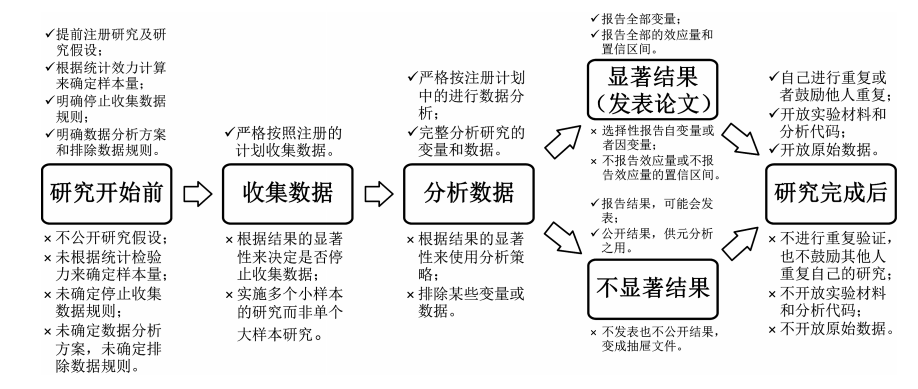 ✓提前注册研究及研
究假设;
✓根据统计效力计算
来确定样本量;
✓明确停止收集数据
规则;
✓明确数据分析方案
和排除数据规则。
研究开始前
×不公开研究假设;
×未根据统计检验
力来确定样本量;
×未确定停止收集
数据规则;
×未确定数据分析
方案，未确定排
除数据规则。
✓严格按照注册的
计划收集数据。
收集数据
×根据结果的显著
性来决定是否停
止收集数据;
×实施多个小样本
的研究而非单个
大样本研究。
✓严格按注册计划
中的进行数据分
析;
✓完整分析研究的
变量和数据。
分析数据
×根据结果的显著
性来使用分析策
略;
×排除某些变量或
数据。
✓报告全部变量;
✓报告全部的效应量和
置信区间。
显著结果
（发表论文）
×选择性报告自变量或
者因变量;
×不报告效应量或不报
告效应量的置信区间。
✓报告结果，可能会发
表;
✓公开结果，供元分析
之用。
不显著结果
×不发表也不公开结果，
变成抽屉文件。
✓自己进行重复或
者鼓励他人重复;
✓开放实验材料和
分析代码;
✓开放原始数据。
研究完成后
×不进行重复验证，
也不鼓励其他人
重复自己的研究;
×不开放实验材料
和分析代码;
×不开放原始数据。